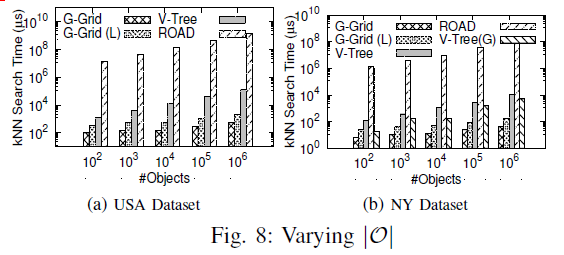 kNN Search Time (μs)
10^10
10^8
10^6
10^4
10^2
G-Grid
V-Tree
G-Grid (L)
ROAD
10^2 10^3 10^4 10^5 10^6
#Objects
(a) USA Dataset
kNN Search Time (μs)
10^10
10^8
10^6
10^4
10^2
10^0
G-Grid
ROAD
G-Grid (L)
V-Tree(G)
V-Tree
10^2 10^3 10^4 10^5 10^6
#Objects
(b) NY Dataset
Fig. 8: Varying |𝒪|